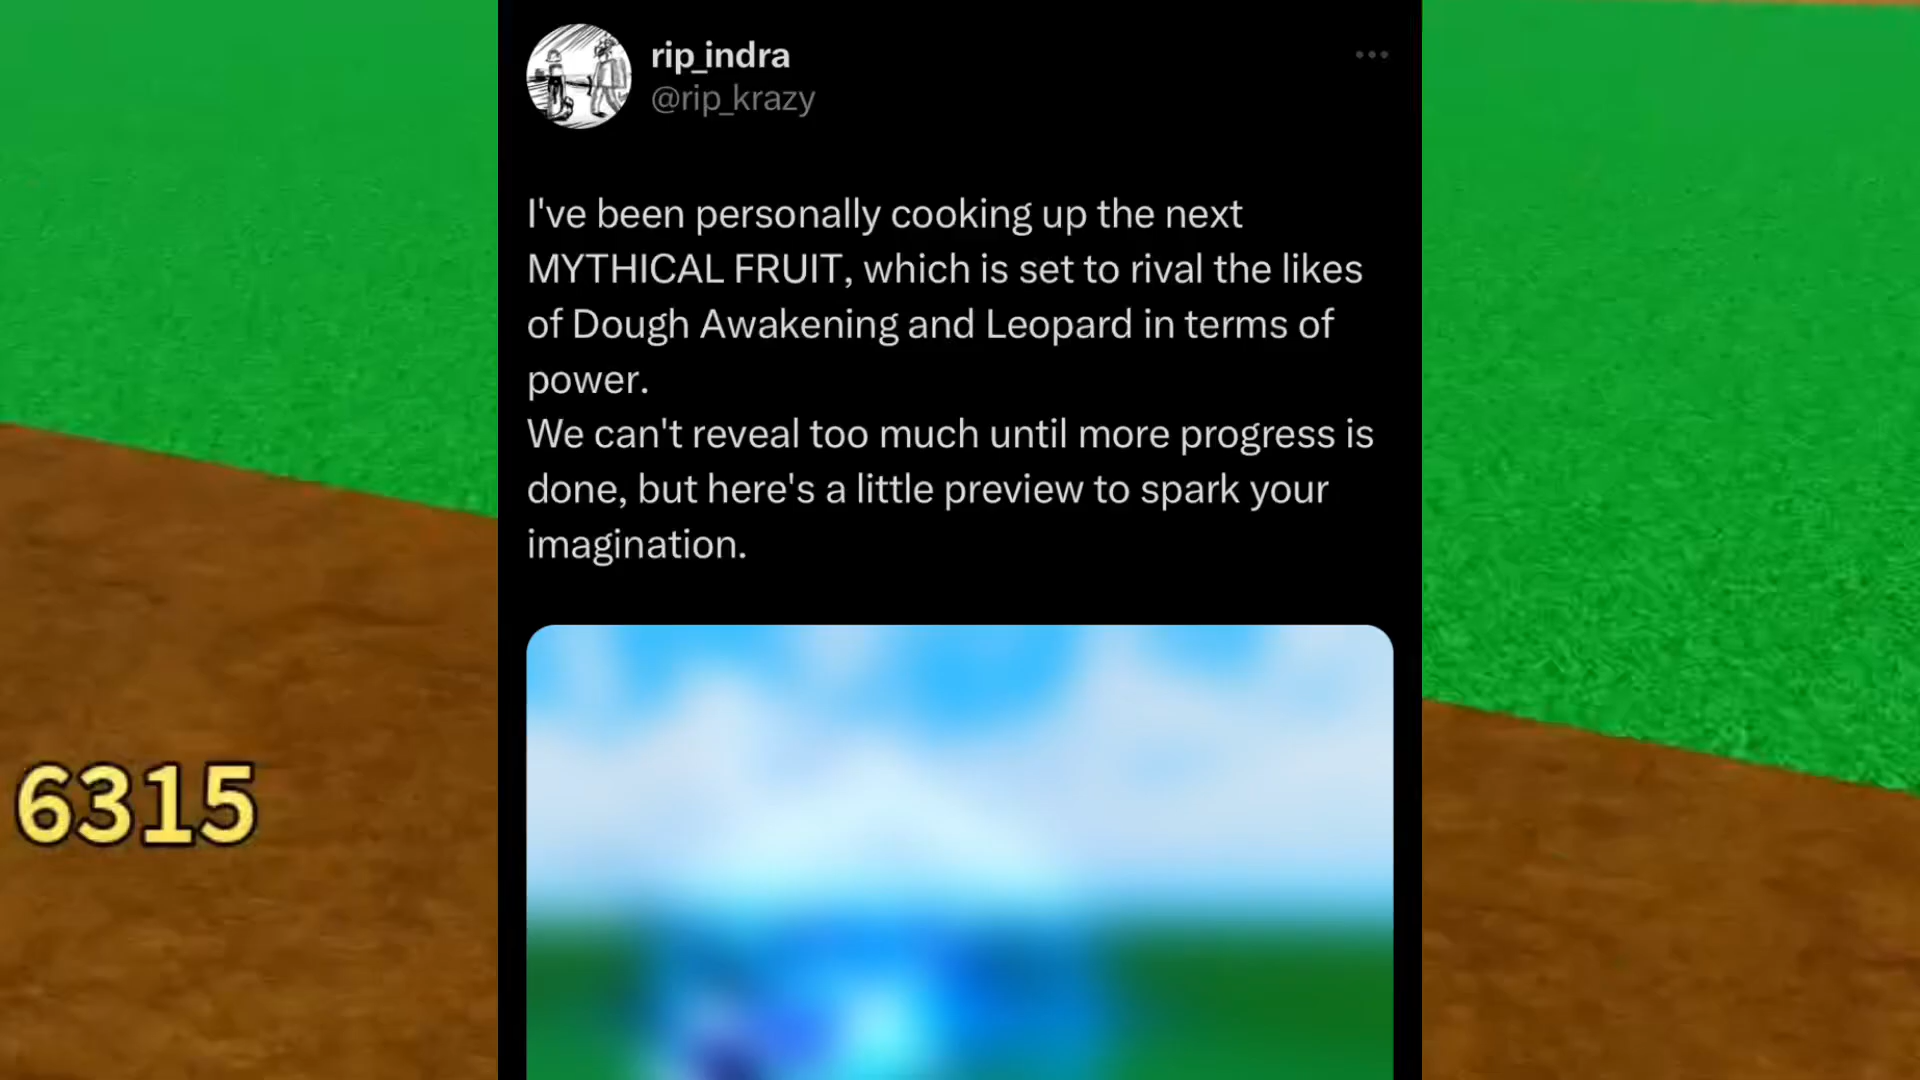 rip_indra
@rip_krazy
I've been personally cooking up the next
MYTHICAL FRUIT, which is set to rival the likes
of Dough Awakening and Leopard in terms of
power.
We can't reveal too much until more progress is
done, but here's a little preview to spark your
imagination.
6315